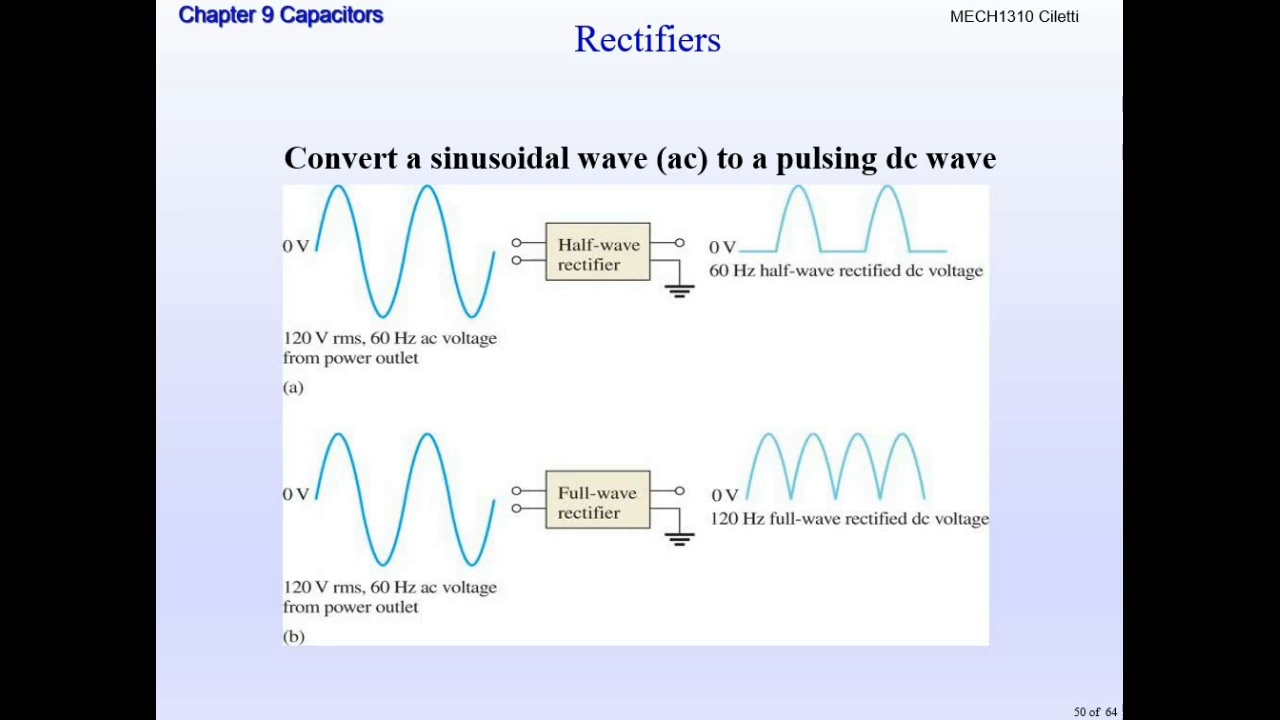 Chapter 9 Capacitors
MECH1310 Ciletti
Rectifiers
Convert a sinusoidal wave (ac) to a pulsing dc wave
0 V
Half-wave
rectifier
0 V
60 Hz half-wave rectified dc voltage
120 V rms, 60 Hz ac voltage
from power outlet
(a)
0 V
Full-wave
rectifier
0 V
120 Hz full-wave rectified dc voltage
120 V rms, 60 Hz ac voltage
from power outlet
(b)
50 of 64